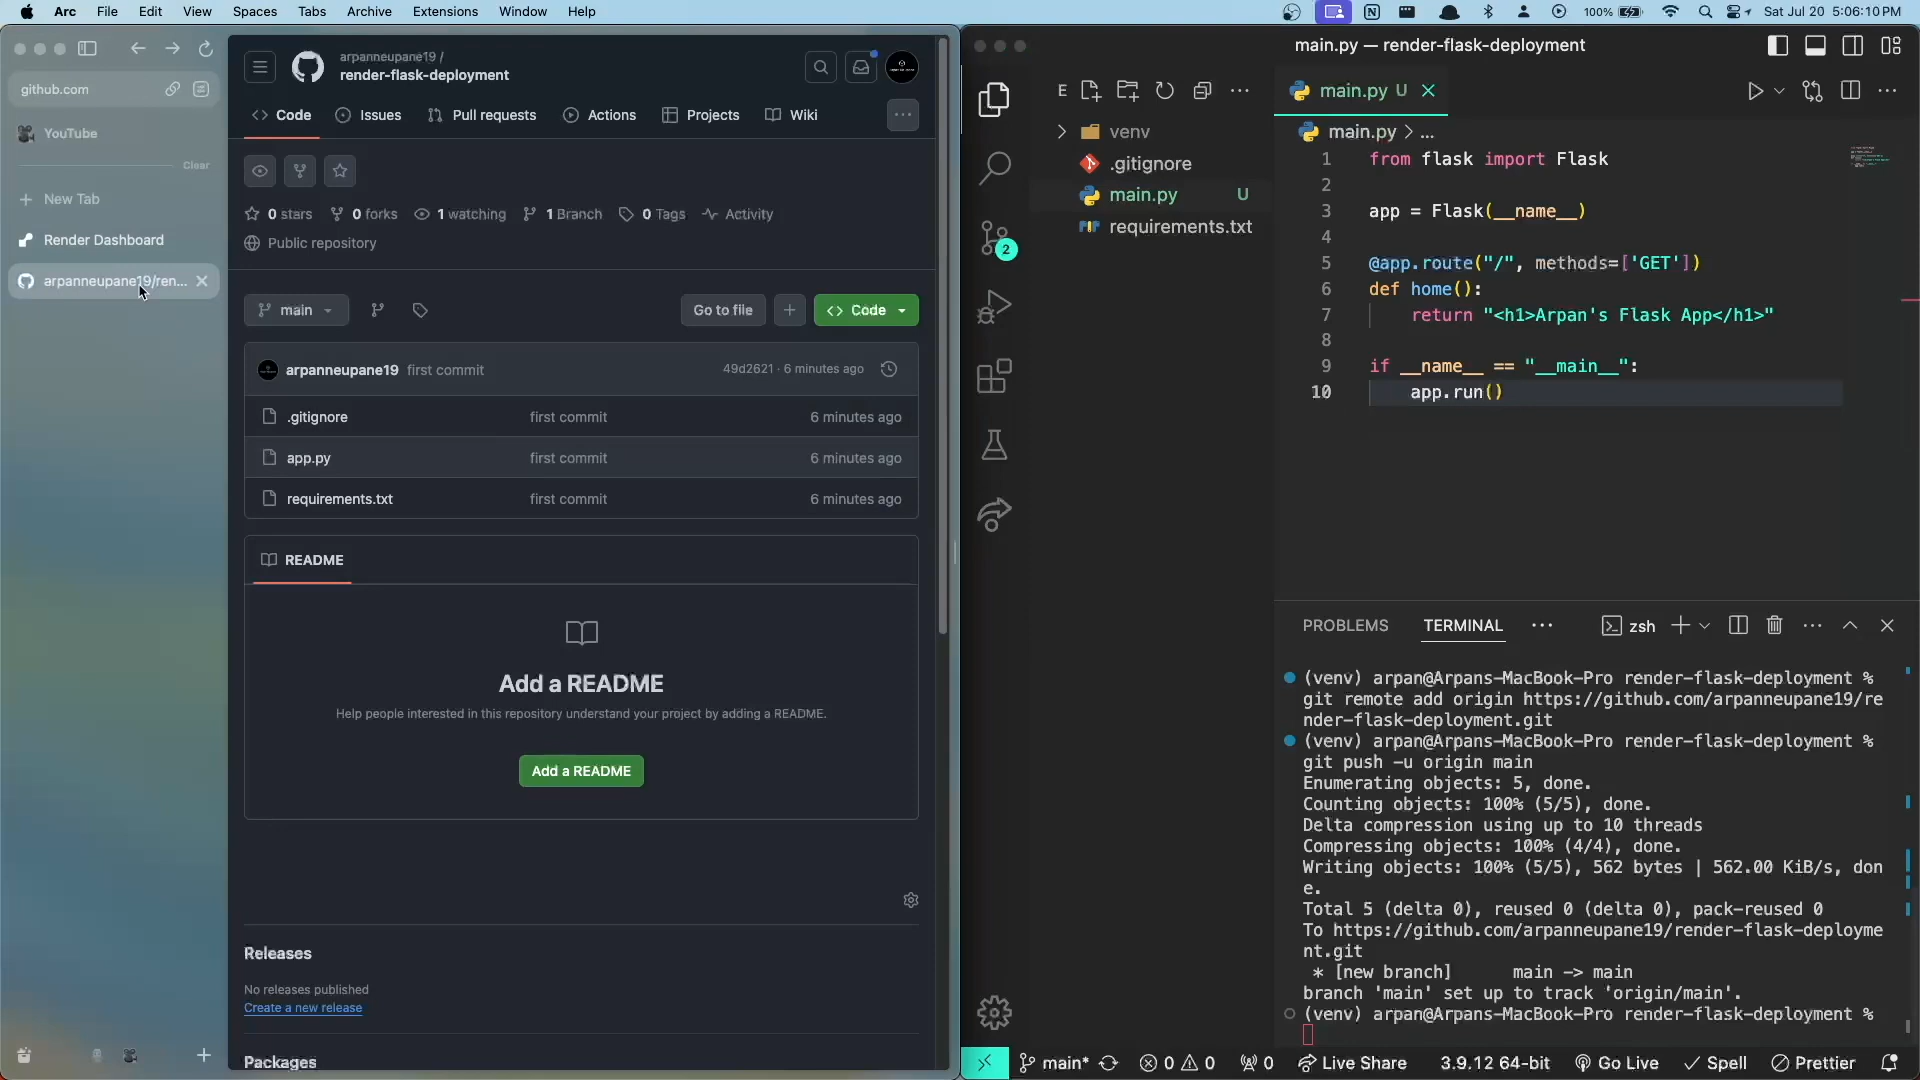 Arc File Edit View Spaces Tabs Archive Extensions Window Help
100% Sat Jul 20 5:06:10 PM
github.com
YouTube
Clear
New Tab
Render Dashboard
arpanneupane19/ren...
arpanneupane19 /
render-flask-deployment
Code Issues Pull requests Actions Projects Wiki
0 stars 0 forks 1 watching 1 Branch 0 Tags Activity
Public repository
main Go to file Code
arpanneupane19 first commit 49d2621 · 6 minutes ago
.gitignore first commit 6 minutes ago
app.py first commit 6 minutes ago
requirements.txt first commit 6 minutes ago
README
Add a README
Help people interested in this repository understand your project by adding a README.
Add a README
Releases
No releases published
Create a new release
Packages
main.py — render-flask-deployment
E
venv
.gitignore
main.py U
requirements.txt
2
main.py U
main.py > ...
1 from flask import Flask
2
3 app = Flask(__name__)
4
5 @app.route("/", methods=['GET'])
6 def home():
7 return "<h1>Arpan's Flask App</h1>"
8
9 if __name__ == "__main__":
10 app.run()
PROBLEMS TERMINAL ... zsh
(venv) arpan@Arpans-MacBook-Pro render-flask-deployment %
git remote add origin https://github.com/arpanneupane19/re
nder-flask-deployment.git
(venv) arpan@Arpans-MacBook-Pro render-flask-deployment %
git push -u origin main
Enumerating objects: 5, done.
Counting objects: 100% (5/5), done.
Delta compression using up to 10 threads
Compressing objects: 100% (4/4), done.
Writing objects: 100% (5/5), 562 bytes | 562.00 KiB/s, don
e.
Total 5 (delta 0), reused 0 (delta 0), pack-reused 0
To https://github.com/arpanneupane19/render-flask-deployme
nt.git
* [new branch] main -> main
branch 'main' set up to track 'origin/main'.
(venv) arpan@Arpans-MacBook-Pro render-flask-deployment %
main* 0 0 0 Live Share 3.9.12 64-bit Go Live Spell Prettier